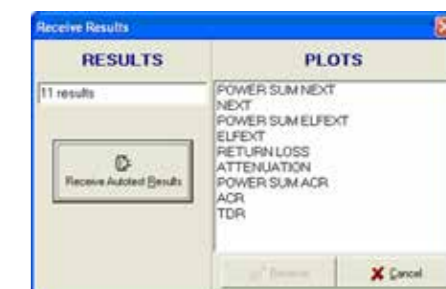 Receive Results
RESULTS
11 results
Receive Autotest Results
PLOTS
POWER SUM NEXT
NEXT
POWER SUM ELFEXT
ELFEXT
RETURN LOSS
ATTENUATION
POWER SUM ACR
ACR
TDR
Cancel